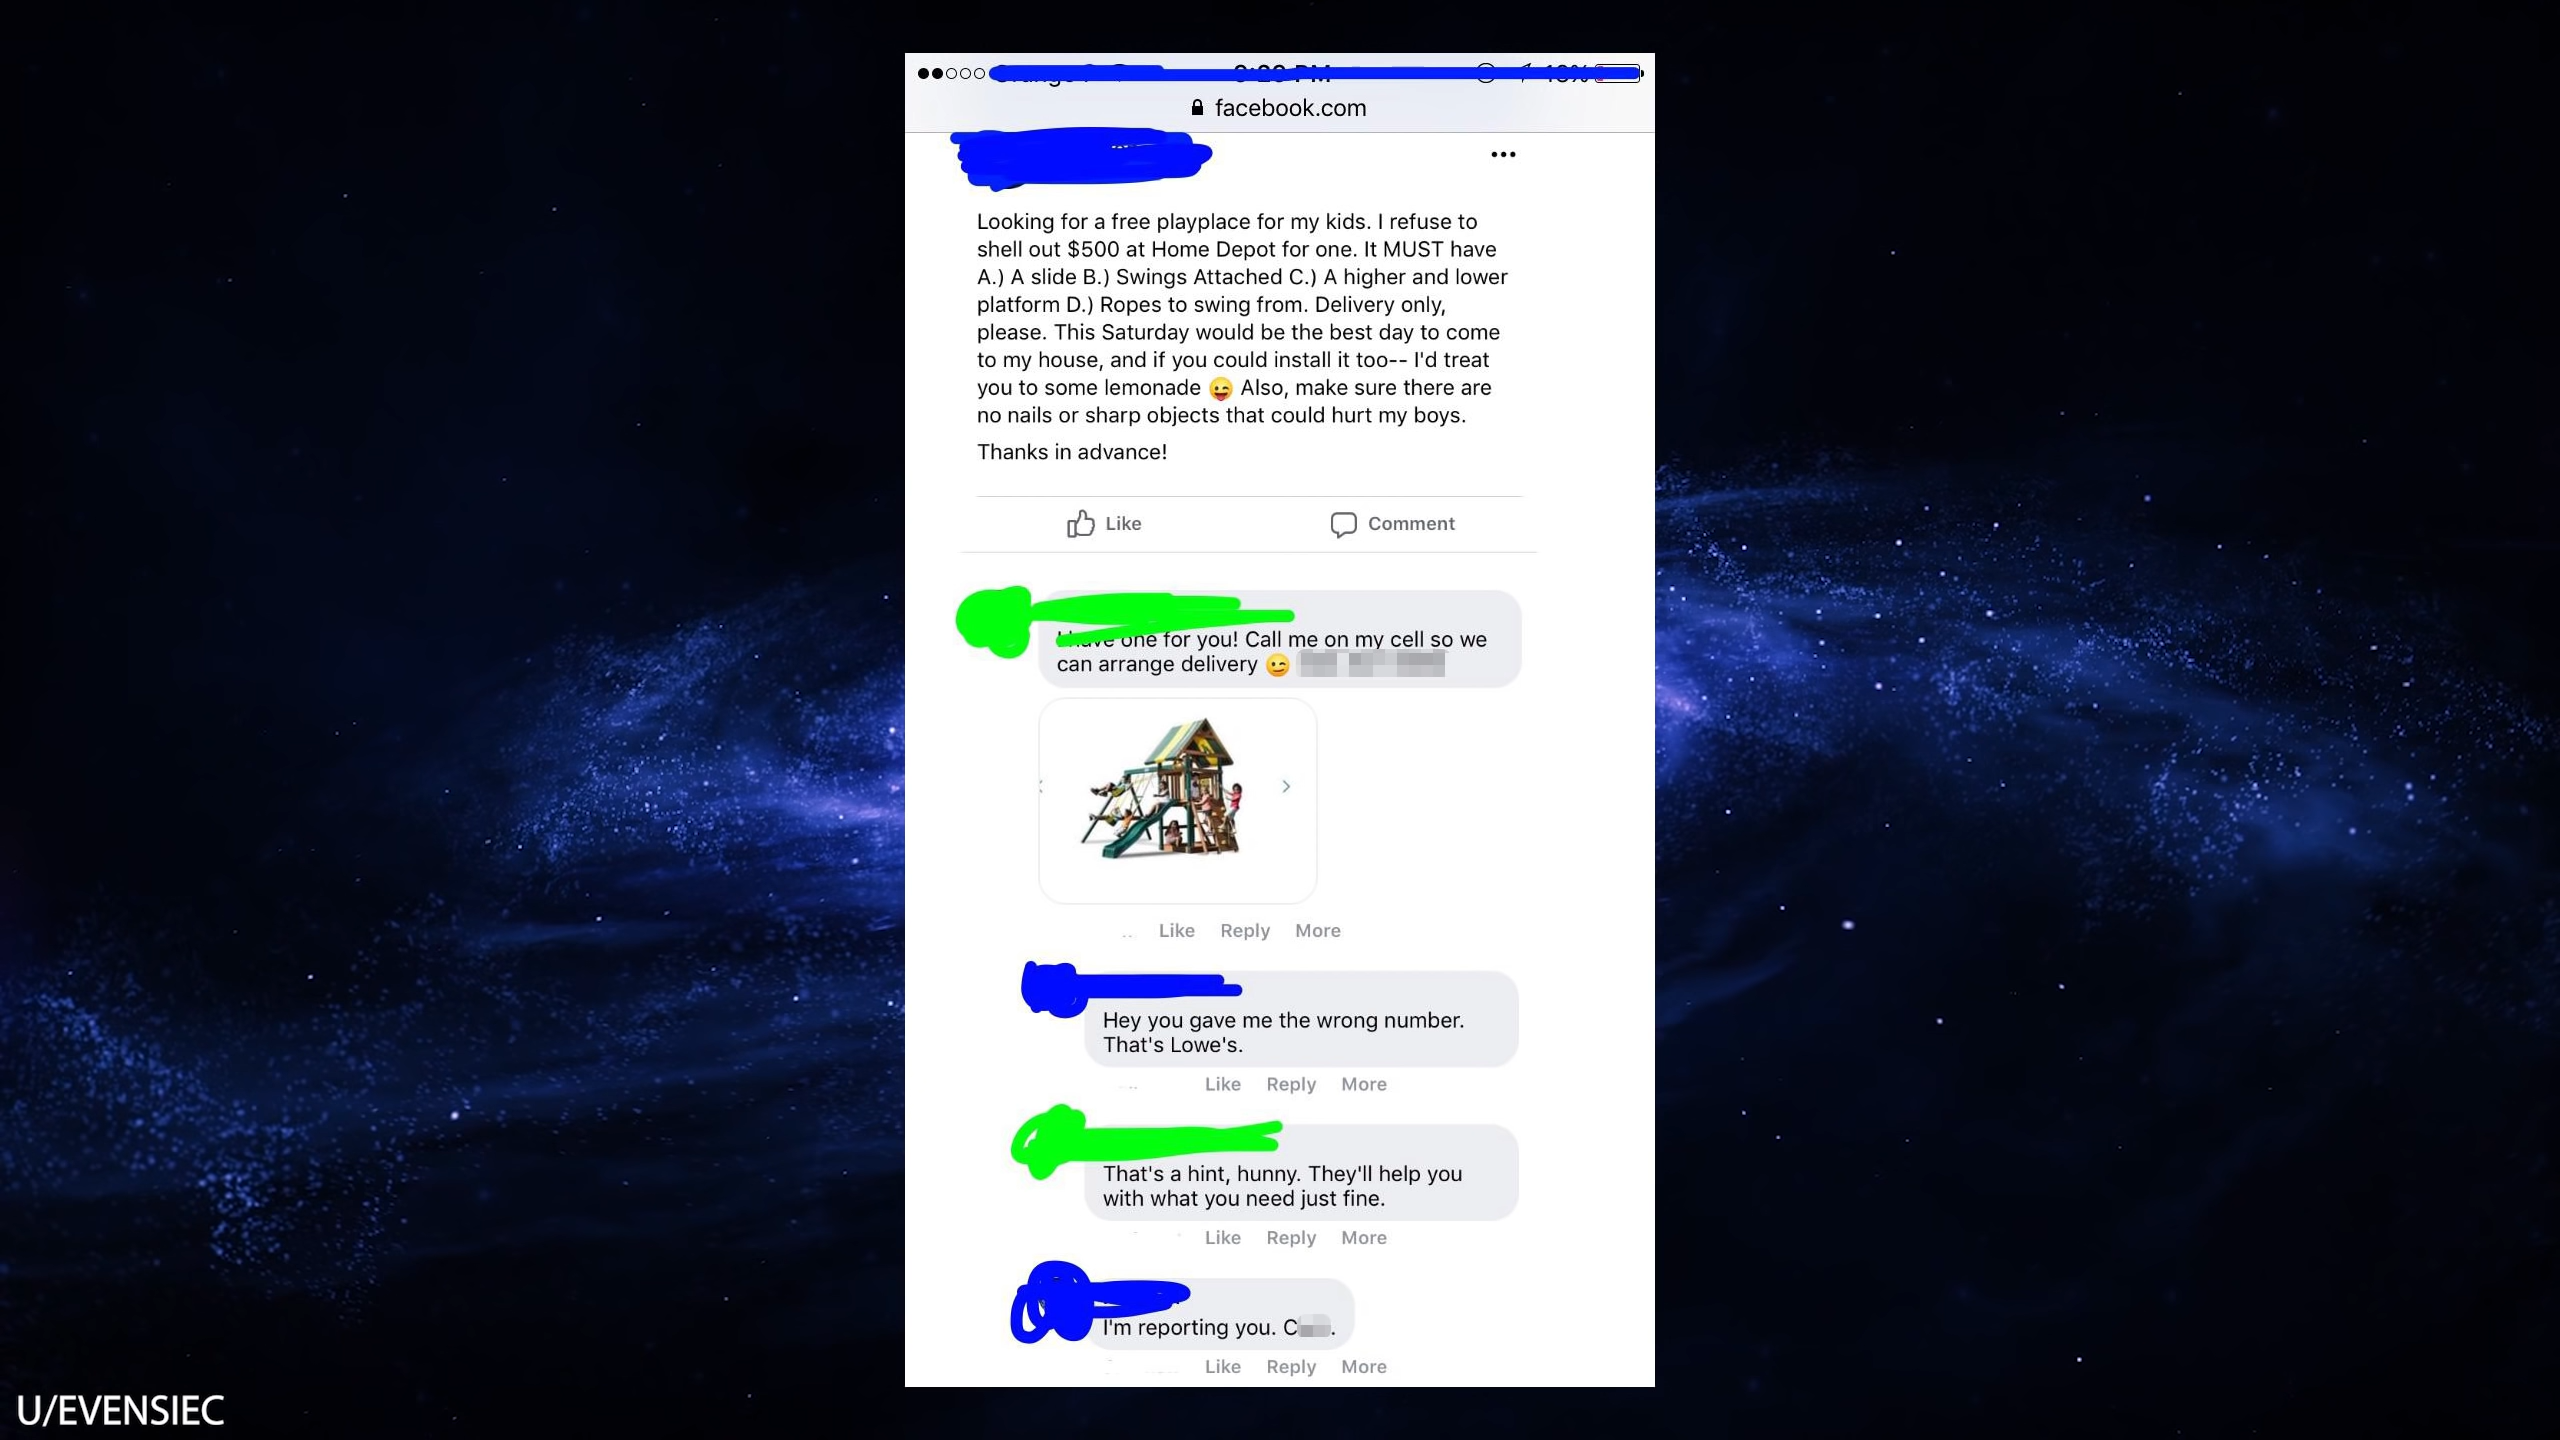 facebook.com
Looking for a free playplace for my kids. I refuse to
shell out $500 at Home Depot for one. It MUST have
A.) A slide B.) Swings Attached C.) A higher and lower
platform D.) Ropes to swing from. Delivery only,
please. This Saturday would be the best day to come
to my house, and if you could install it too-- I'd treat
you to some lemonade 😜 Also, make sure there are
no nails or sharp objects that could hurt my boys.
Thanks in advance!
Like Comment
I have one for you! Call me on my cell so we
can arrange delivery 😉
Like Reply More
Hey you gave me the wrong number.
That's Lowe's.
Like Reply More
That's a hint, hunny. They'll help you
with what you need just fine.
Like Reply More
I'm reporting you.
Like Reply More
U/EVENSIEC